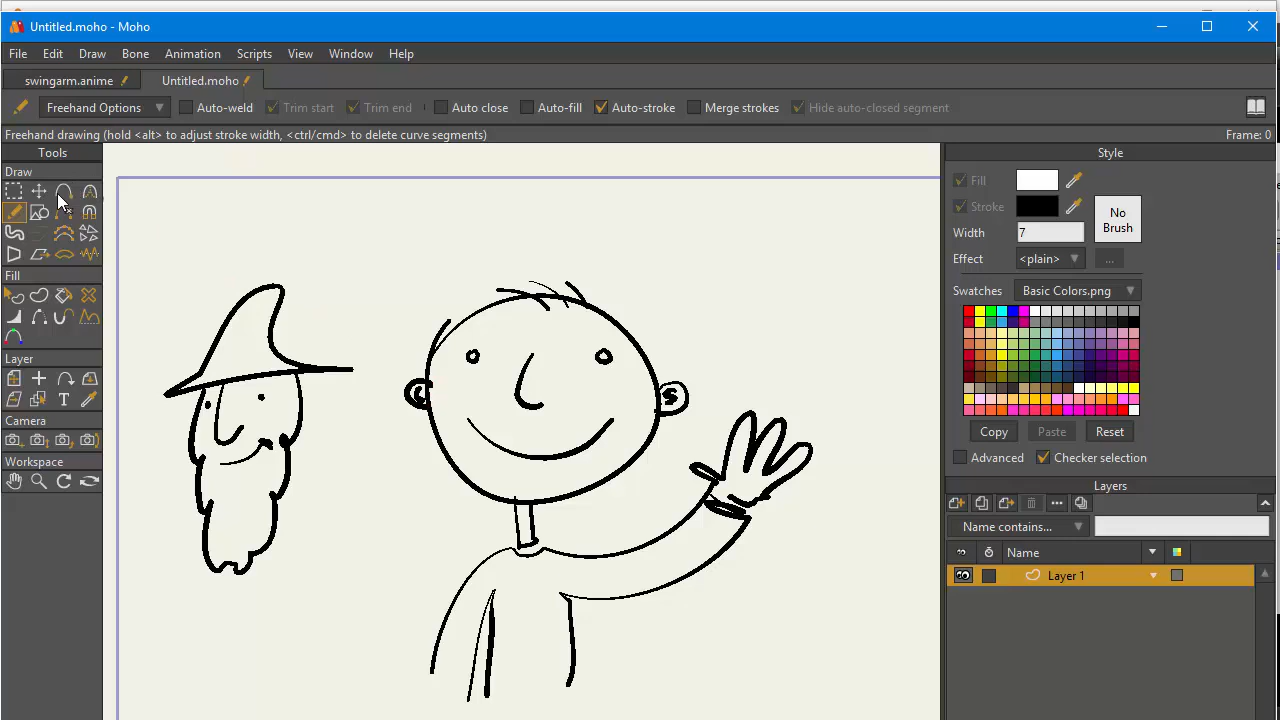 Untitled.moho - Moho
File Edit Draw Bone Animation Scripts View Window Help
swingarm.anime Untitled.moho
Freehand Options Auto-weld Trim start Trim end Auto close Auto-fill Auto-stroke Merge strokes Hide auto-closed segment
Freehand drawing (hold <alt> to adjust stroke width, <ctrl/cmd> to delete curve segments) Frame: 0
Tools
Draw
Fill
Layer
Camera
Workspace
Style
Fill
Stroke
No Brush
Width 7
Effect <plain> ...
Swatches Basic Colors.png
Copy Paste Reset
Advanced Checker selection
Layers
Name contains...
Name
Layer 1